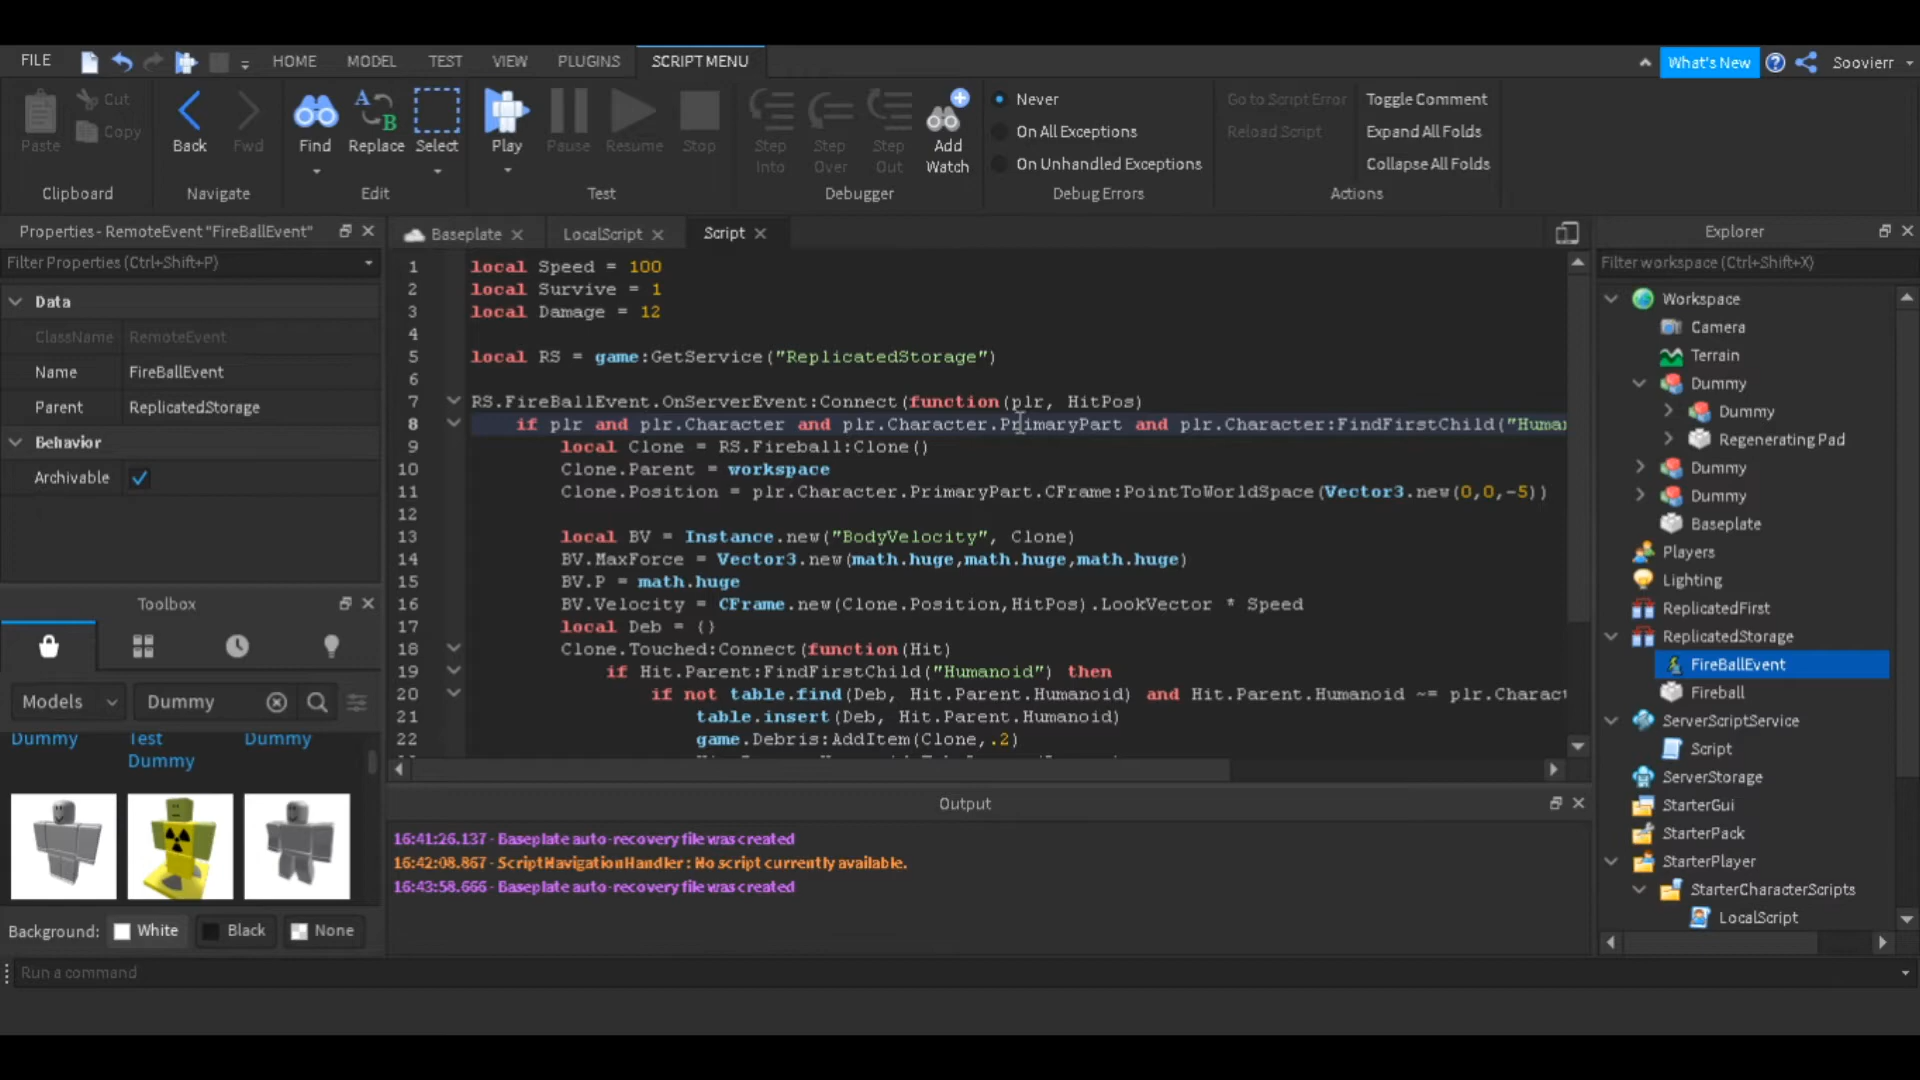 FILE HOME MODEL TEST VIEW PLUGINS SCRIPT MENU What's New Soovierr
Paste Cut Copy Back Fwd Find Replace Select Play Pause Resume Stop Step Into Step Over Step Out Add Watch
Never
On All Exceptions
On Unhandled Exceptions
Go to Script Error
Reload Script
Toggle Comment
Expand All Folds
Collapse All Folds
Clipboard Navigate Edit Test Debugger Debug Errors Actions
Properties - RemoteEvent "FireBallEvent"
Filter Properties (Ctrl+Shift+P)
Data
ClassName RemoteEvent
Name FireBallEvent
Parent ReplicatedStorage
Behavior
Archivable
Toolbox
Models Dummy
Dummy Test Dummy Dummy
Background: White Black None
Baseplate LocalScript Script
1 local Speed = 100
2 local Survive = 1
3 local Damage = 12
4
5 local RS = game:GetService("ReplicatedStorage")
6
7 RS.FireBallEvent.OnServerEvent:Connect(function(plr, HitPos)
8 if plr and plr.Character and plr.Character.PrimaryPart and plr.Character:FindFirstChild("Huma
9 local Clone = RS.Fireball:Clone()
10 Clone.Parent = workspace
11 Clone.Position = plr.Character.PrimaryPart.CFrame:PointToWorldSpace(Vector3.new(0,0,-5))
12
13 local BV = Instance.new("BodyVelocity", Clone)
14 BV.MaxForce = Vector3.new(math.huge,math.huge,math.huge)
15 BV.P = math.huge
16 BV.Velocity = CFrame.new(Clone.Position,HitPos).LookVector * Speed
17 local Deb = {}
18 Clone.Touched:Connect(function(Hit)
19 if Hit.Parent:FindFirstChild("Humanoid") then
20 if not table.find(Deb, Hit.Parent.Humanoid) and Hit.Parent.Humanoid ~= plr.Charact
21 table.insert(Deb, Hit.Parent.Humanoid)
22 game.Debris:AddItem(Clone,.2)
Output
16:41:26.137 - Baseplate auto-recovery file was created
16:42:08.867 - ScriptNavigationHandler: No script currently available.
16:43:58.666 - Baseplate auto-recovery file was created
Explorer
Filter workspace (Ctrl+Shift+X)
Workspace
Camera
Terrain
Dummy
Dummy
Regenerating Pad
Dummy
Dummy
Baseplate
Players
Lighting
ReplicatedFirst
ReplicatedStorage
FireBallEvent
Fireball
ServerScriptService
Script
ServerStorage
StarterGui
StarterPack
StarterPlayer
StarterCharacterScripts
LocalScript
Run a command